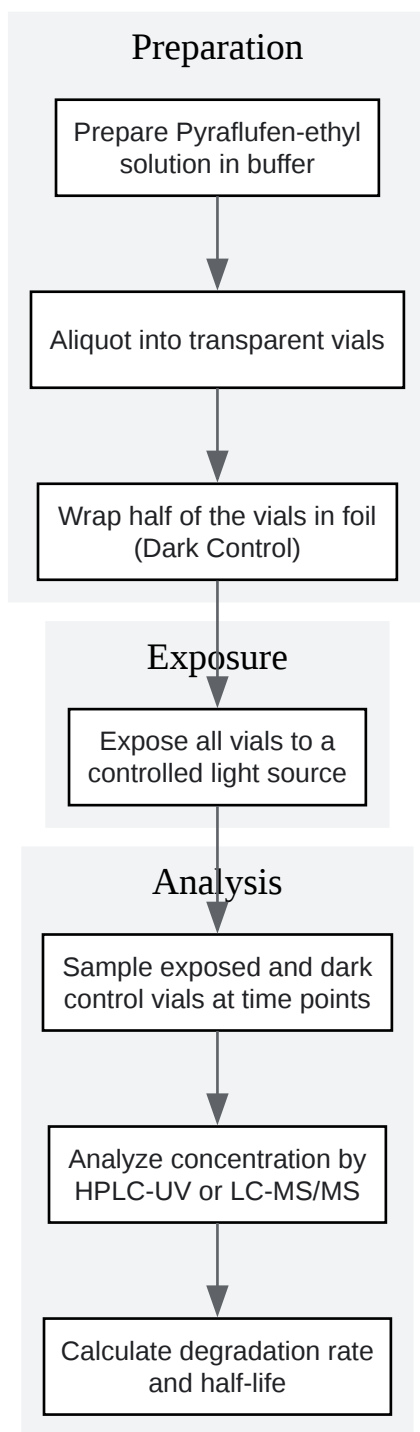 Preparation
Prepare Pyraflufen-ethyl
solution in buffer
Aliquot into transparent vials
Wrap half of the vials in foil
(Dark Control)
Exposure
Expose all vials to a
controlled light source
Analysis
Sample exposed and dark
control vials at time points
Analyze concentration by
HPLC-UV or LC-MS/MS
Calculate degradation rate
and half-life